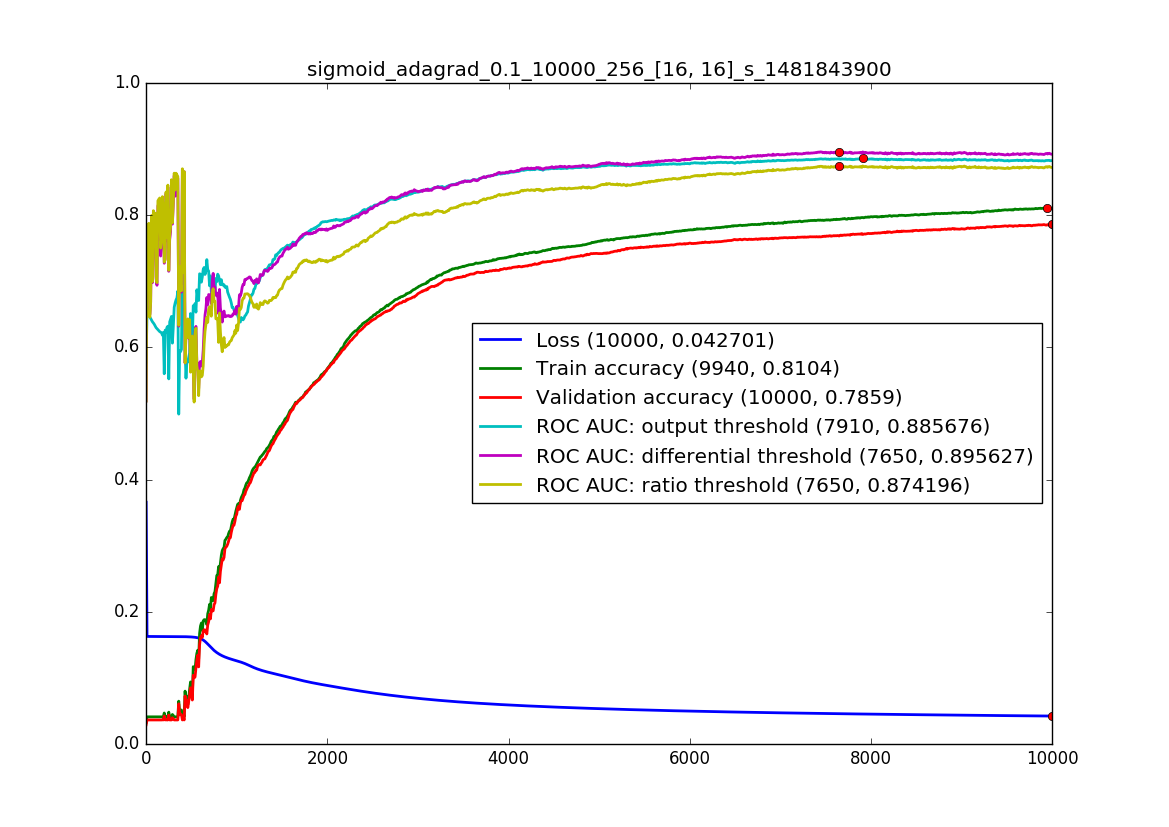 sigmoid_adagrad_0.1_10000_256_[16, 16]_s_1481843900
1.0
0.8
0.6
0.4
0.2
0.0
Loss (10000, 0.042701)
Train accuracy (9940, 0.8104)
Validation accuracy (10000, 0.7859)
ROC AUC: output threshold (7910, 0.885676)
ROC AUC: differential threshold (7650, 0.895627)
ROC AUC: ratio threshold (7650, 0.874196)
0 2000 4000 6000 8000 10000